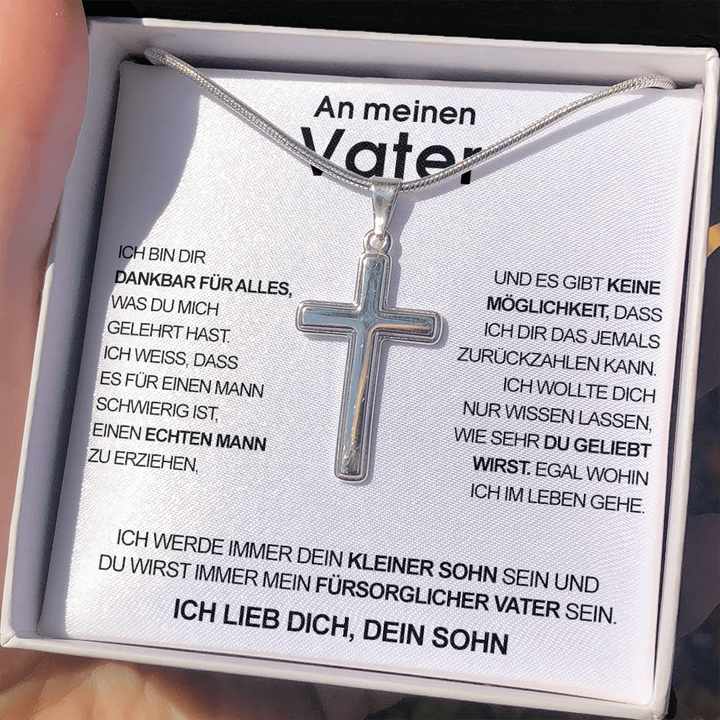 An meinen
Vater
ICH BIN DIR
DANKBAR FÜR ALLES,
WAS DU MICH
GELEHRT HAST.
ICH WEISS, DASS
ES FÜR EINEN MANN
SCHWIERIG IST,
EINEN ECHTEN MANN
ZU ERZIEHEN,
UND ES GIBT KEINE
MÖGLICHKEIT, DASS
ICH DIR DAS JEMALS
ZURÜCKZAHLEN KANN.
ICH WOLLTE DICH
NUR WISSEN LASSEN,
WIE SEHR DU GELIEBT
WIRST. EGAL WOHIN
ICH IM LEBEN GEHE.
ICH WERDE IMMER DEIN KLEINER SOHN SEIN UND
DU WIRST IMMER MEIN FÜRSORGLICHER VATER SEIN.
ICH LIEB DICH, DEIN SOHN